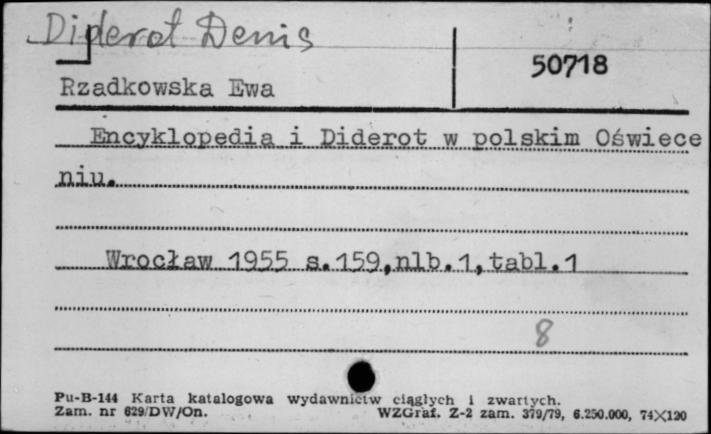 Diderot Denis
50718
Rzadkowska Ewa
Encyklopedia i Diderot w polskim Oświece
niu.
Wrocław 1955 s.159,nlb.1,tabl.1
8
Pu-B-144 Karta katalogowa wydawnictw ciągłych i zwartych.
Zam. nr 629/DW/On. WZGraf. Z-2 zam. 379/79, 6.250.000, 74×120